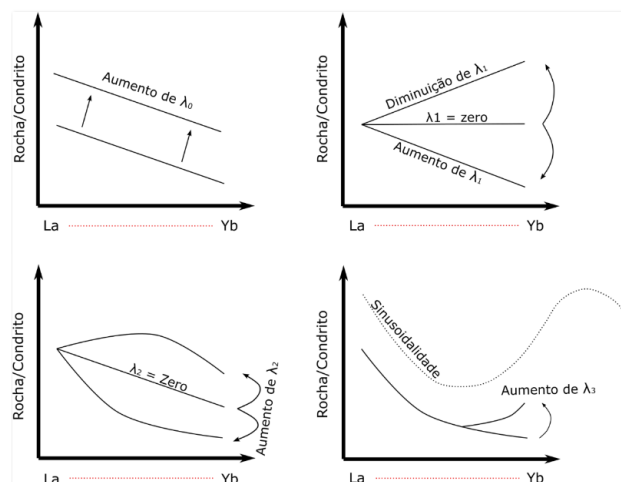 Rocha/Condrito
Aumento de λ₀
La
Yb
Rocha/Condrito
Diminuição de λ₁
λ1 = zero
Aumento de λ₁
La
Yb
Rocha/Condrito
λ₂ = Zero
Aumento de λ₂
La
Yb
Rocha/Condrito
Sinusoidalidade
Aumento de λ₃
La
Yb